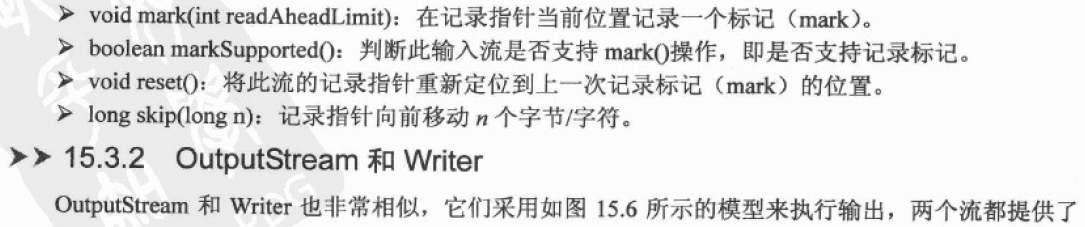 ➢ void mark(int readAheadLimit)：在记录指针当前位置记录一个标记（mark）。
➢ boolean markSupported()：判断此输入流是否支持 mark()操作，即是否支持记录标记。
➢ void reset()：将此流的记录指针重新定位到上一次记录标记（mark）的位置。
➢ long skip(long n)：记录指针向前移动 n 个字节/字符。
➢➢ 15.3.2 OutputStream 和 Writer
OutputStream 和 Writer 也非常相似，它们采用如图 15.6 所示的模型来执行输出，两个流都提供了